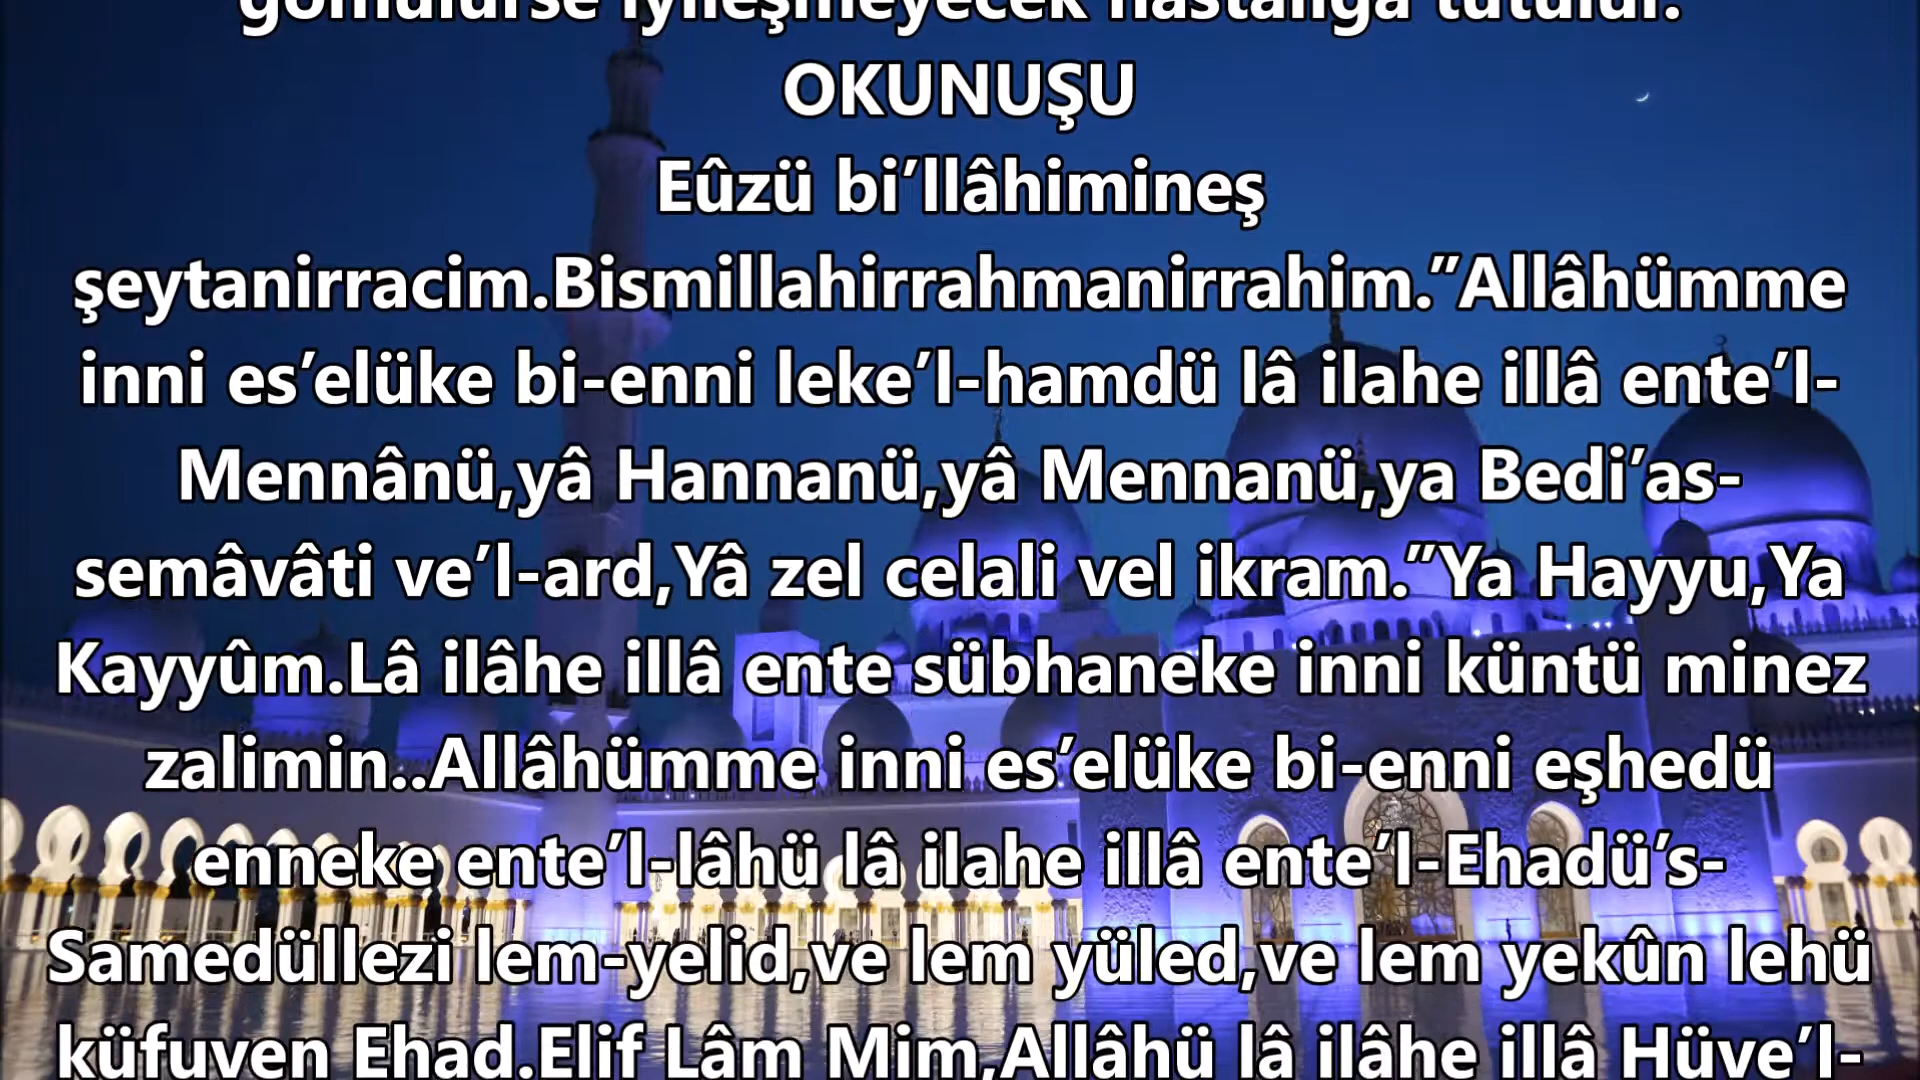 gömülürse iyileşmeyecek hastalığa tutulur.
OKUNUŞU
Eûzü bi’llâhimineş
şeytanirracim.Bismillahirrahmanirrahim.”Allâhümme
inni es’elüke bi-enni leke’l-hamdü lâ ilahe illâ ente’l-
Mennânü,yâ Hannanü,yâ Mennanü,ya Bedi’as-
semâvâti ve’l-ard,Yâ zel celali vel ikram.”Ya Hayyu,Ya
Kayyûm.Lâ ilâhe illâ ente sübhaneke inni küntü minez
zalimin..Allâhümme inni es’elüke bi-enni eşhedü
enneke ente’l-lâhü lâ ilahe illâ ente’l-Ehadü’s-
Samedüllezi lem-yelid,ve lem yüled,ve lem yekûn lehü
küfuven Ehad.Elif Lâm Mim,Allâhü lâ ilâhe illâ Hüve’l-